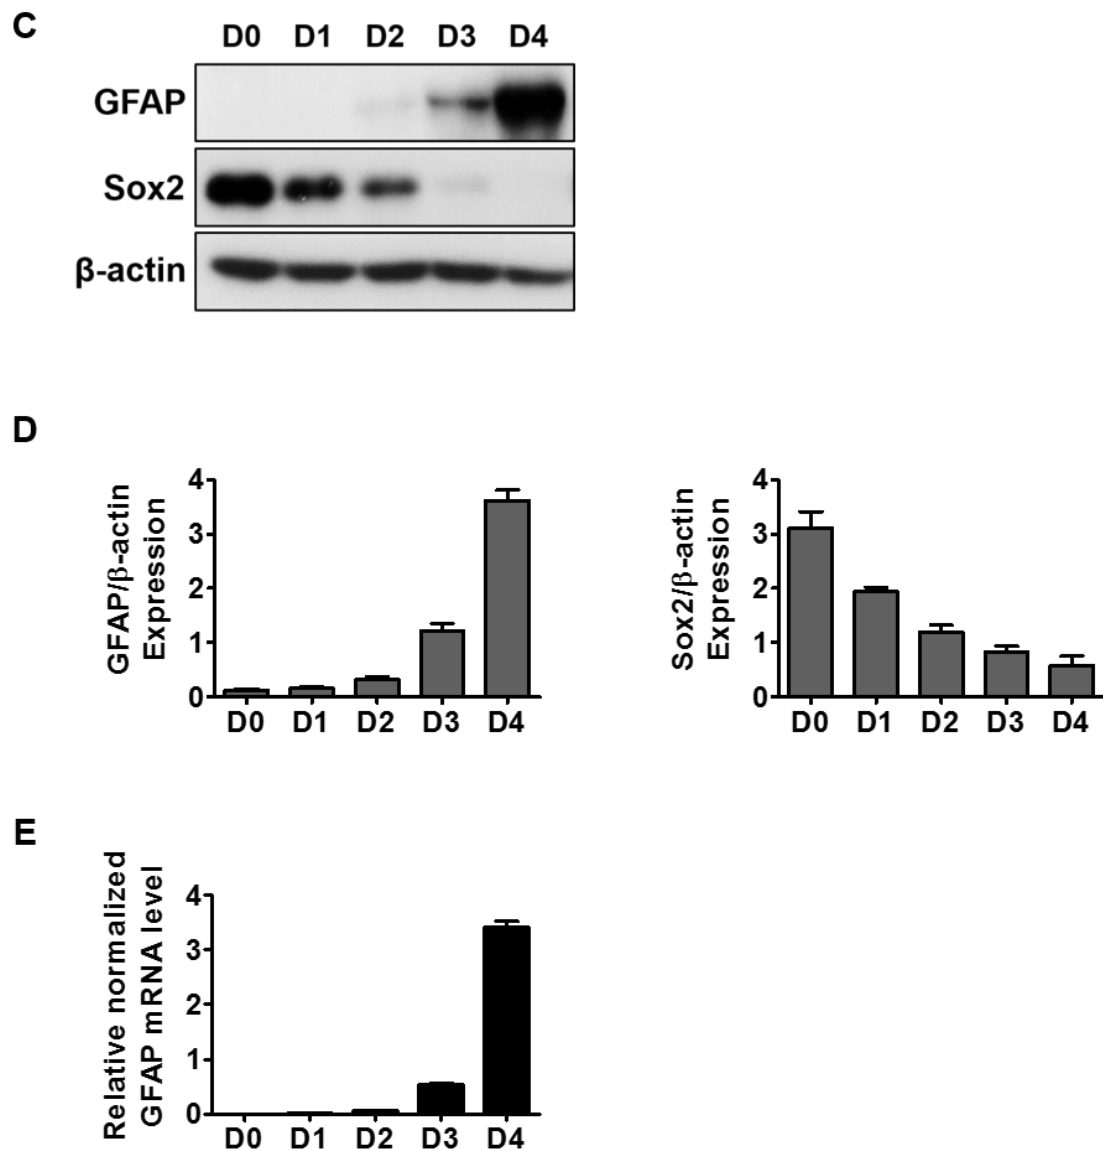 C
D0 D1 D2 D3 D4
GFAP
Sox2
β-actin
D
GFAP/β-actin
Expression
4
3
2
1
0
D0 D1 D2 D3 D4
Sox2/β-actin
Expression
4
3
2
1
0
D0 D1 D2 D3 D4
E
Relative normalized
GFAP mRNA level
4
3
2
1
0
D0 D1 D2 D3 D4